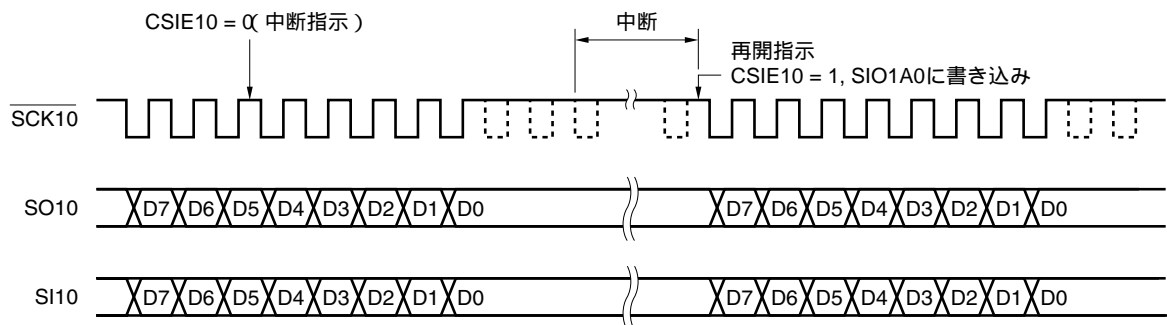 CSIE10 = 0(中断指示)
中断
再開指示
CSIE10 = 1, SIO1A0に書き込み
SCK10
SO10
D7 D6 D5 D4 D3 D2 D1 D0 D7 D6 D5 D4 D3 D2 D1 D0
SI10
D7 D6 D5 D4 D3 D2 D1 D0 D7 D6 D5 D4 D3 D2 D1 D0